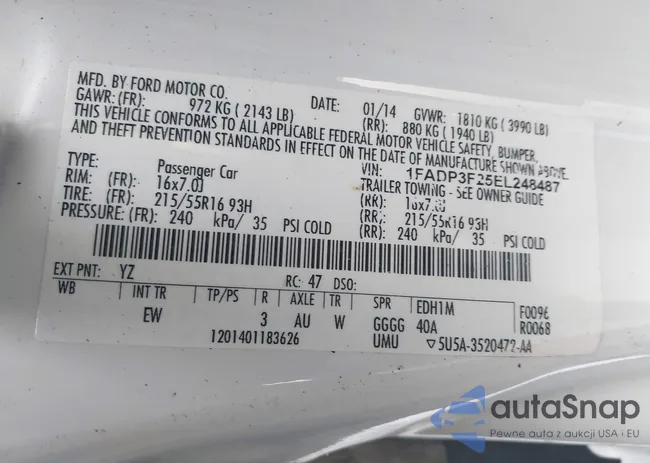 MFD. BY FORD MOTOR CO.
DATE: 01/14 GVWR: 1810 KG ( 3990 LB)
GAWR: (FR): 972 KG ( 2143 LB) (RR): 880 KG ( 1940 LB)
THIS VEHICLE CONFORMS TO ALL APPLICABLE FEDERAL MOTOR VEHICLE SAFETY, BUMPER,
AND THEFT PREVENTION STANDARDS IN EFFECT ON THE DATE OF MANUFACTURE SHOWN ABOVE.
VIN: 1FADP3F25EL248487
TYPE: Passenger Car TRAILER TOWING - SEE OWNER GUIDE
RIM: (FR): 16x7.0J (RR): 16x7.0J
TIRE: (FR): 215/55R16 93H (RR): 215/55R16 93H
(FR): 240 kPa/ 35 PSI COLD (RR): 240 kPa/ 35 PSI COLD
EXT PNT: YZ RC: 47 DSO:
WB INT TR TP/PS R AXLE TR SPR EDH1M F0096
EW 3 AU W GGGG 40A R0068
1201401183626 UMU ▽5U5A-3520472-AA
autaSnap
Pewne auta z aukcji USA i EU